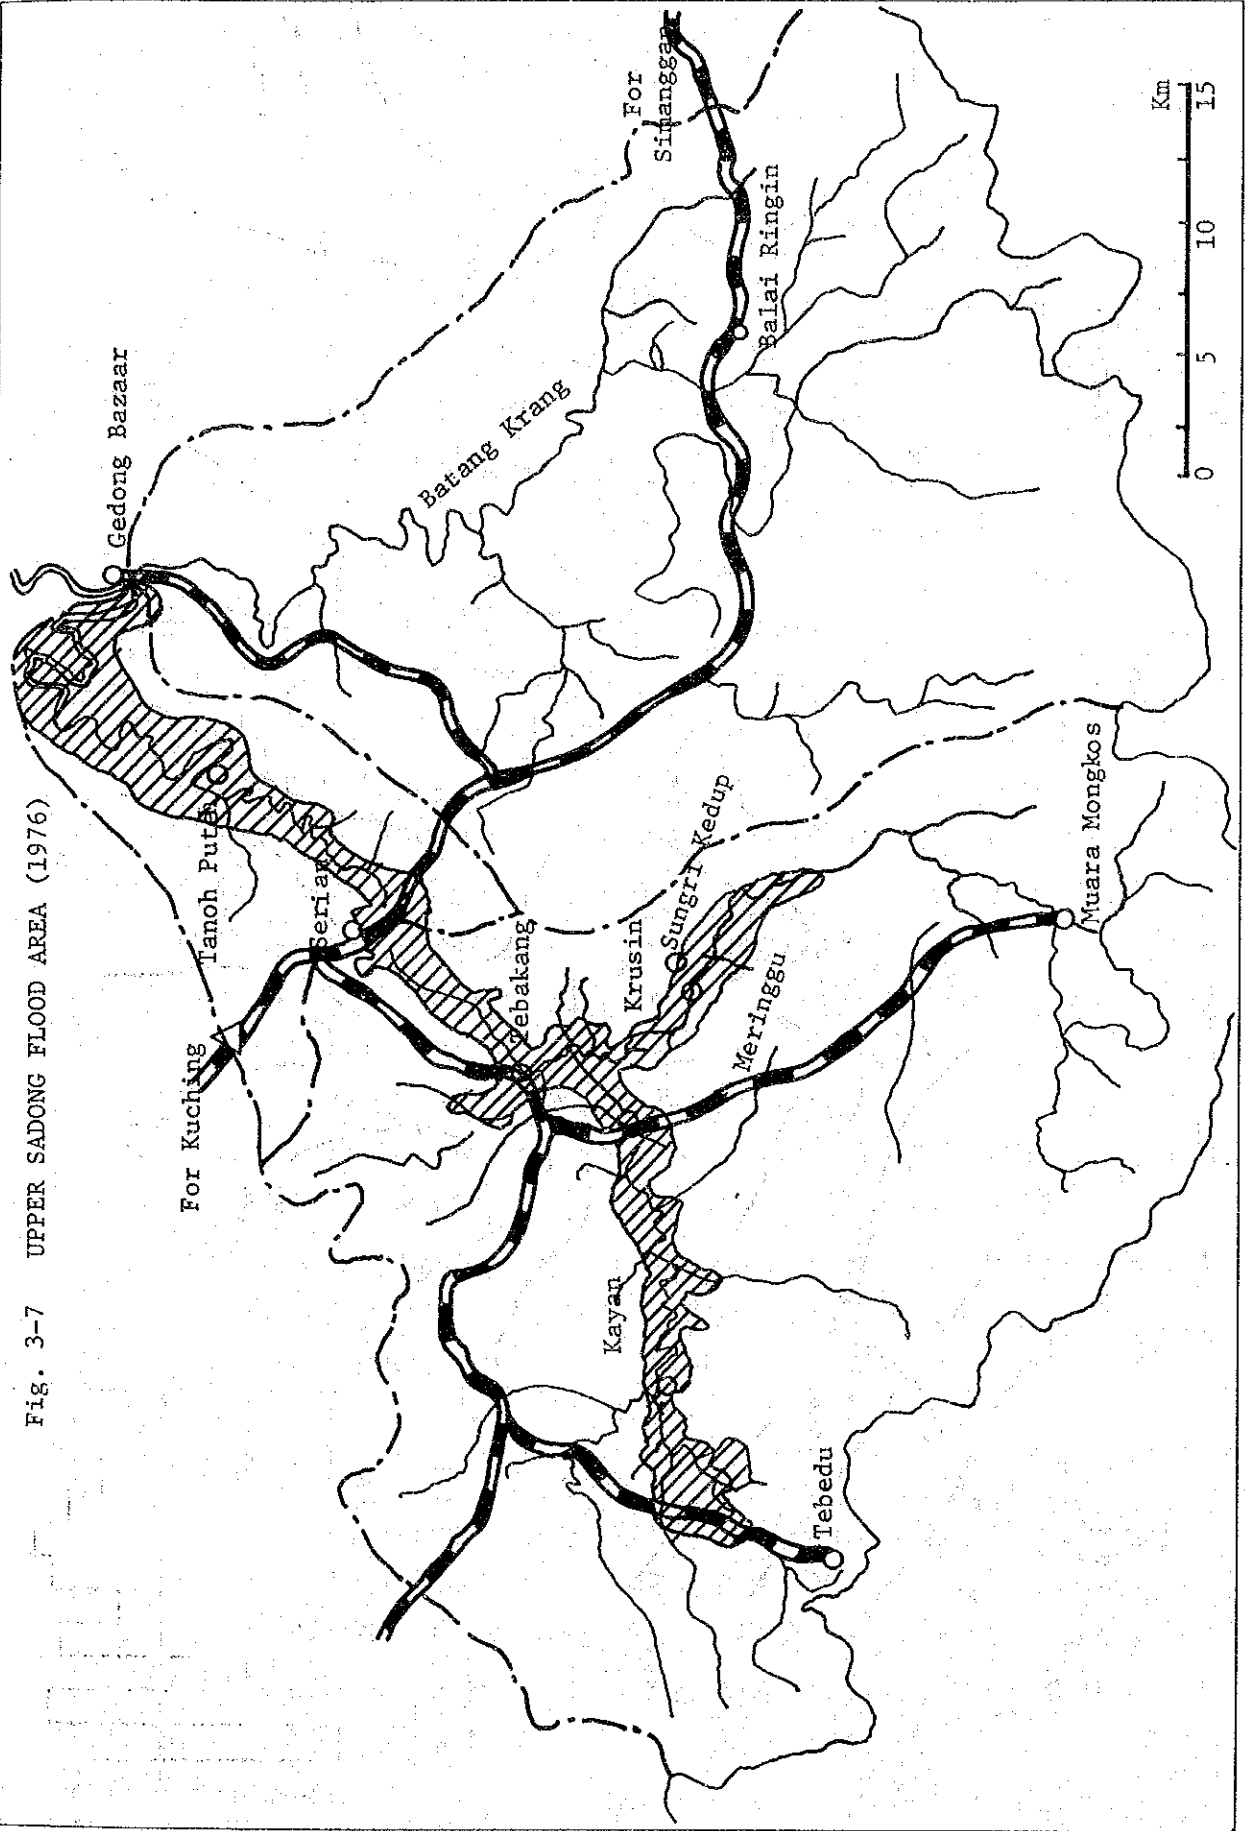 Fig. 3-7 UPPER SADONG FLOOD AREA (1976)
For Kuching
Tanoh Puteh
Gedong Bazaar
Serian
Tebakang
Krusin
Sungri Kedup
Meringgu
Muara Mongkos
Kayan
Tebedu
Batang Krang
For
Simanggang
Balai Ringin
Km
0 5 10 15